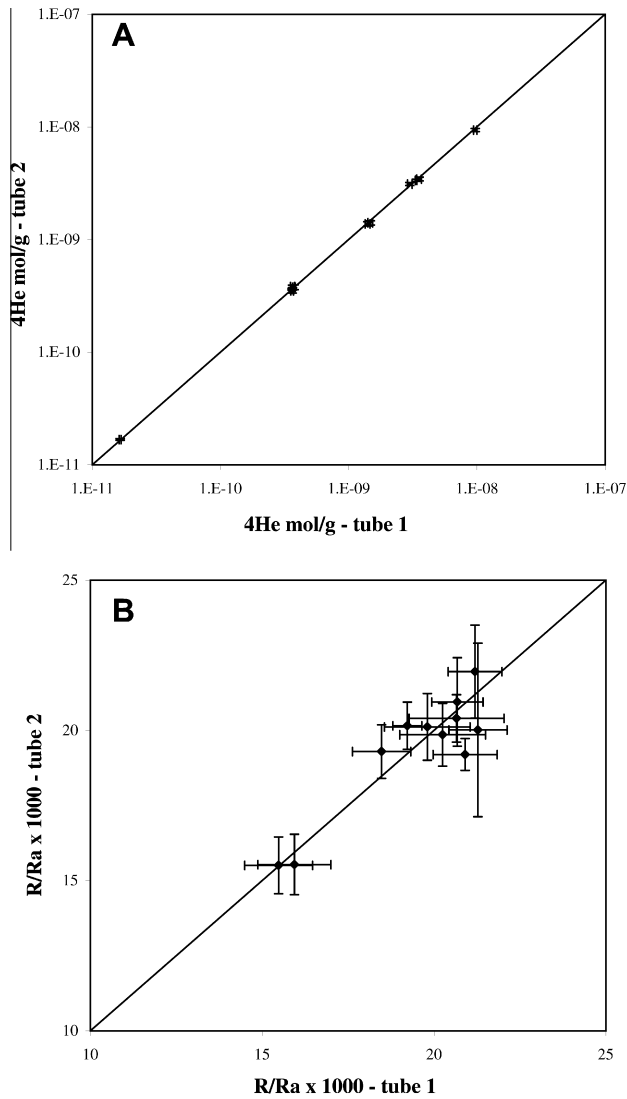 A
1.E-07
1.E-08
1.E-09
1.E-10
1.E-11
4He mol/g - tube 2
1.E-11 1.E-10 1.E-09 1.E-08 1.E-07
4He mol/g - tube 1
B
25
20
15
10
R/Ra x 1000 - tube 2
10 15 20 25
R/Ra x 1000 - tube 1